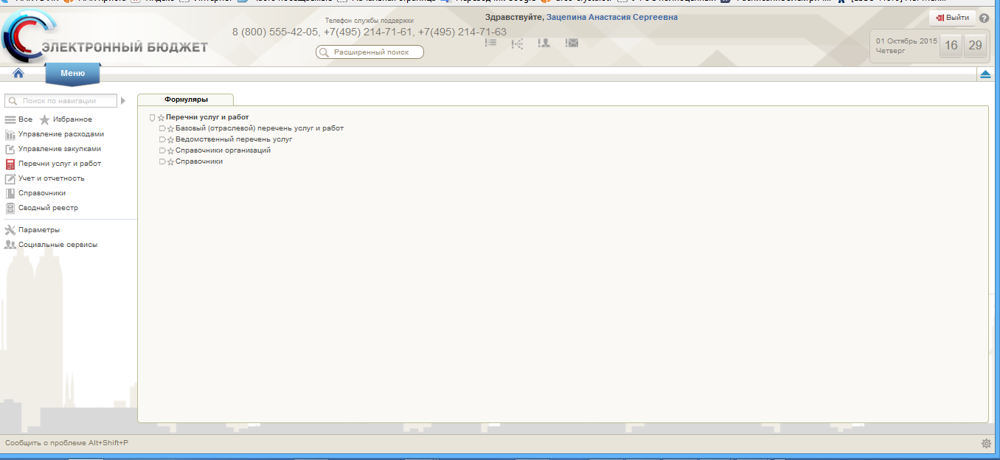 Телефон службы поддержки
8 (800) 555-42-05, +7(495) 214-71-61, +7(495) 214-71-63
Расширенный поиск
Здравствуйте, Зацепина Анастасия Сергеевна
Выйти
?
01 Октябрь 2015
Четверг
16 29
ЭЛЕКТРОННЫЙ БЮДЖЕТ
Меню
Поиск по навигации
Все Избранное
Управление расходами
Управление закупками
Перечни услуг и работ
Учет и отчетность
Справочники
Сводный реестр
Параметры
Социальные сервисы
Формуляры
Перечни услуг и работ
Базовый (отраслевой) перечень услуг и работ
Ведомственный перечень услуг
Справочники организаций
Справочники
Сообщить о проблеме Alt+Shift+P